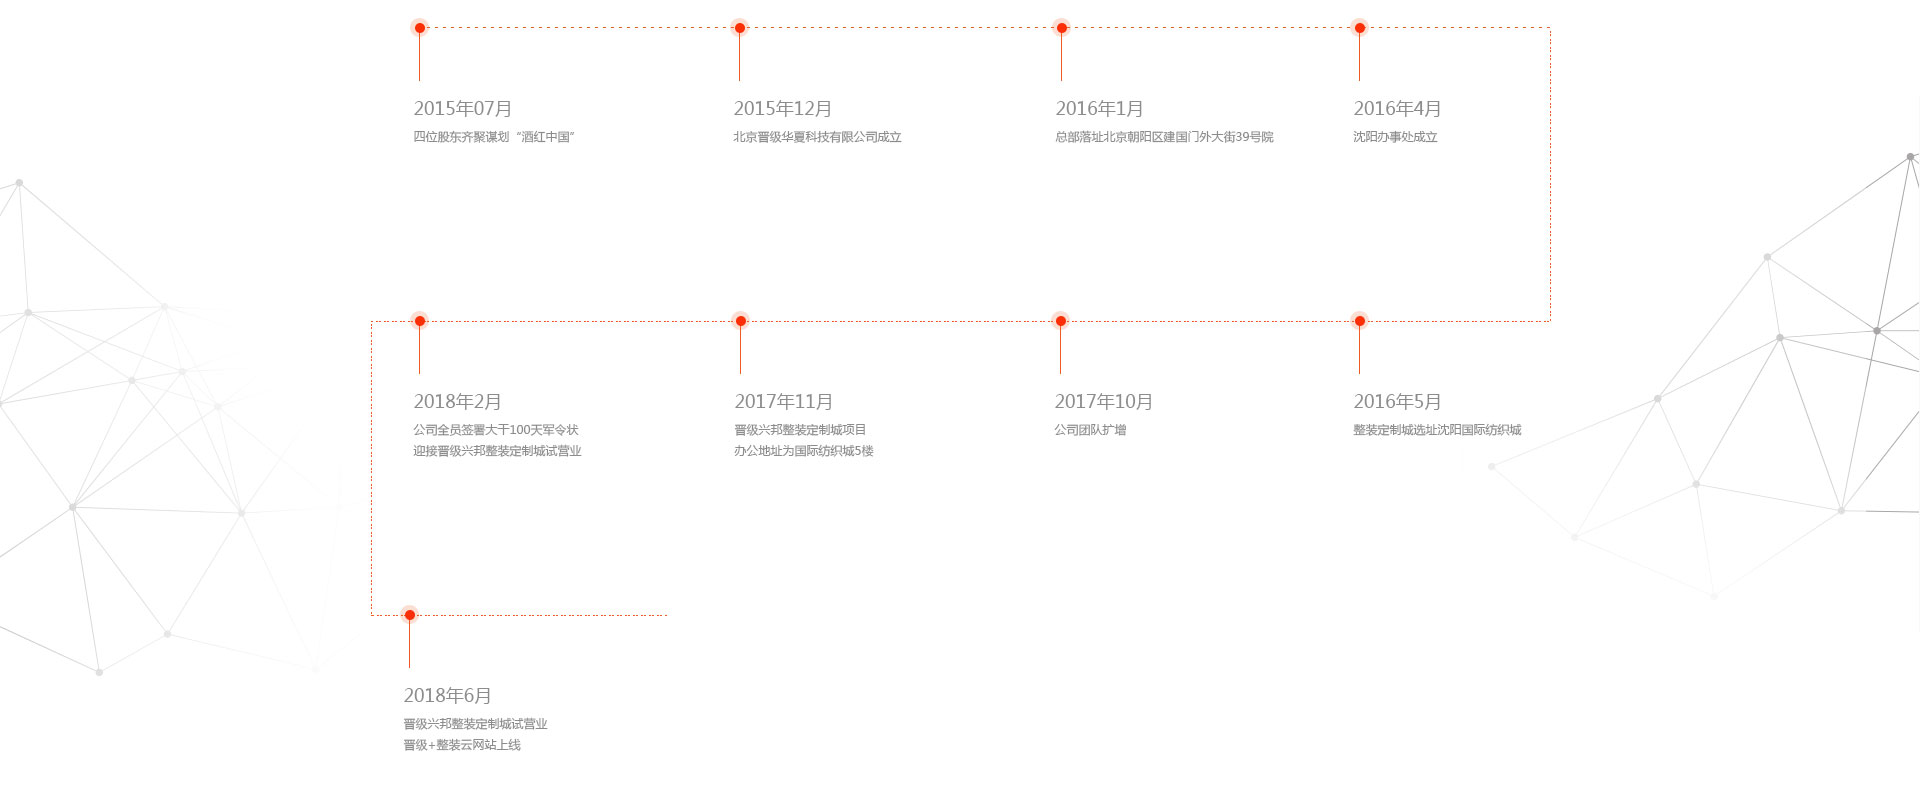 2015年07月
四位股东齐聚谋划“酒红中国”
2015年12月
北京晋级华夏科技有限公司成立
2016年1月
总部落址北京朝阳区建国门外大街39号院
2016年4月
沈阳办事处成立
2016年5月
整装定制城选址沈阳国际纺织城
2017年10月
公司团队扩增
2017年11月
晋级兴邦整装定制城项目
办公地址为国际纺织城5楼
2018年2月
公司全员签署大干100天军令状
迎接晋级兴邦整装定制城试营业
2018年6月
晋级兴邦整装定制城试营业
晋级+整装云网站上线